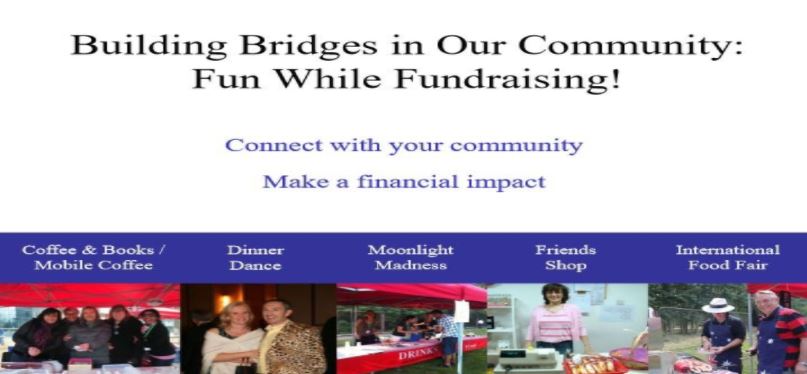 Building Bridges in Our Community:
Fun While Fundraising!
Connect with your community
Make a financial impact
Coffee & Books /
Mobile Coffee
Dinner
Dance
Moonlight
Madness
Friends
Shop
International
Food Fair
DRINKS